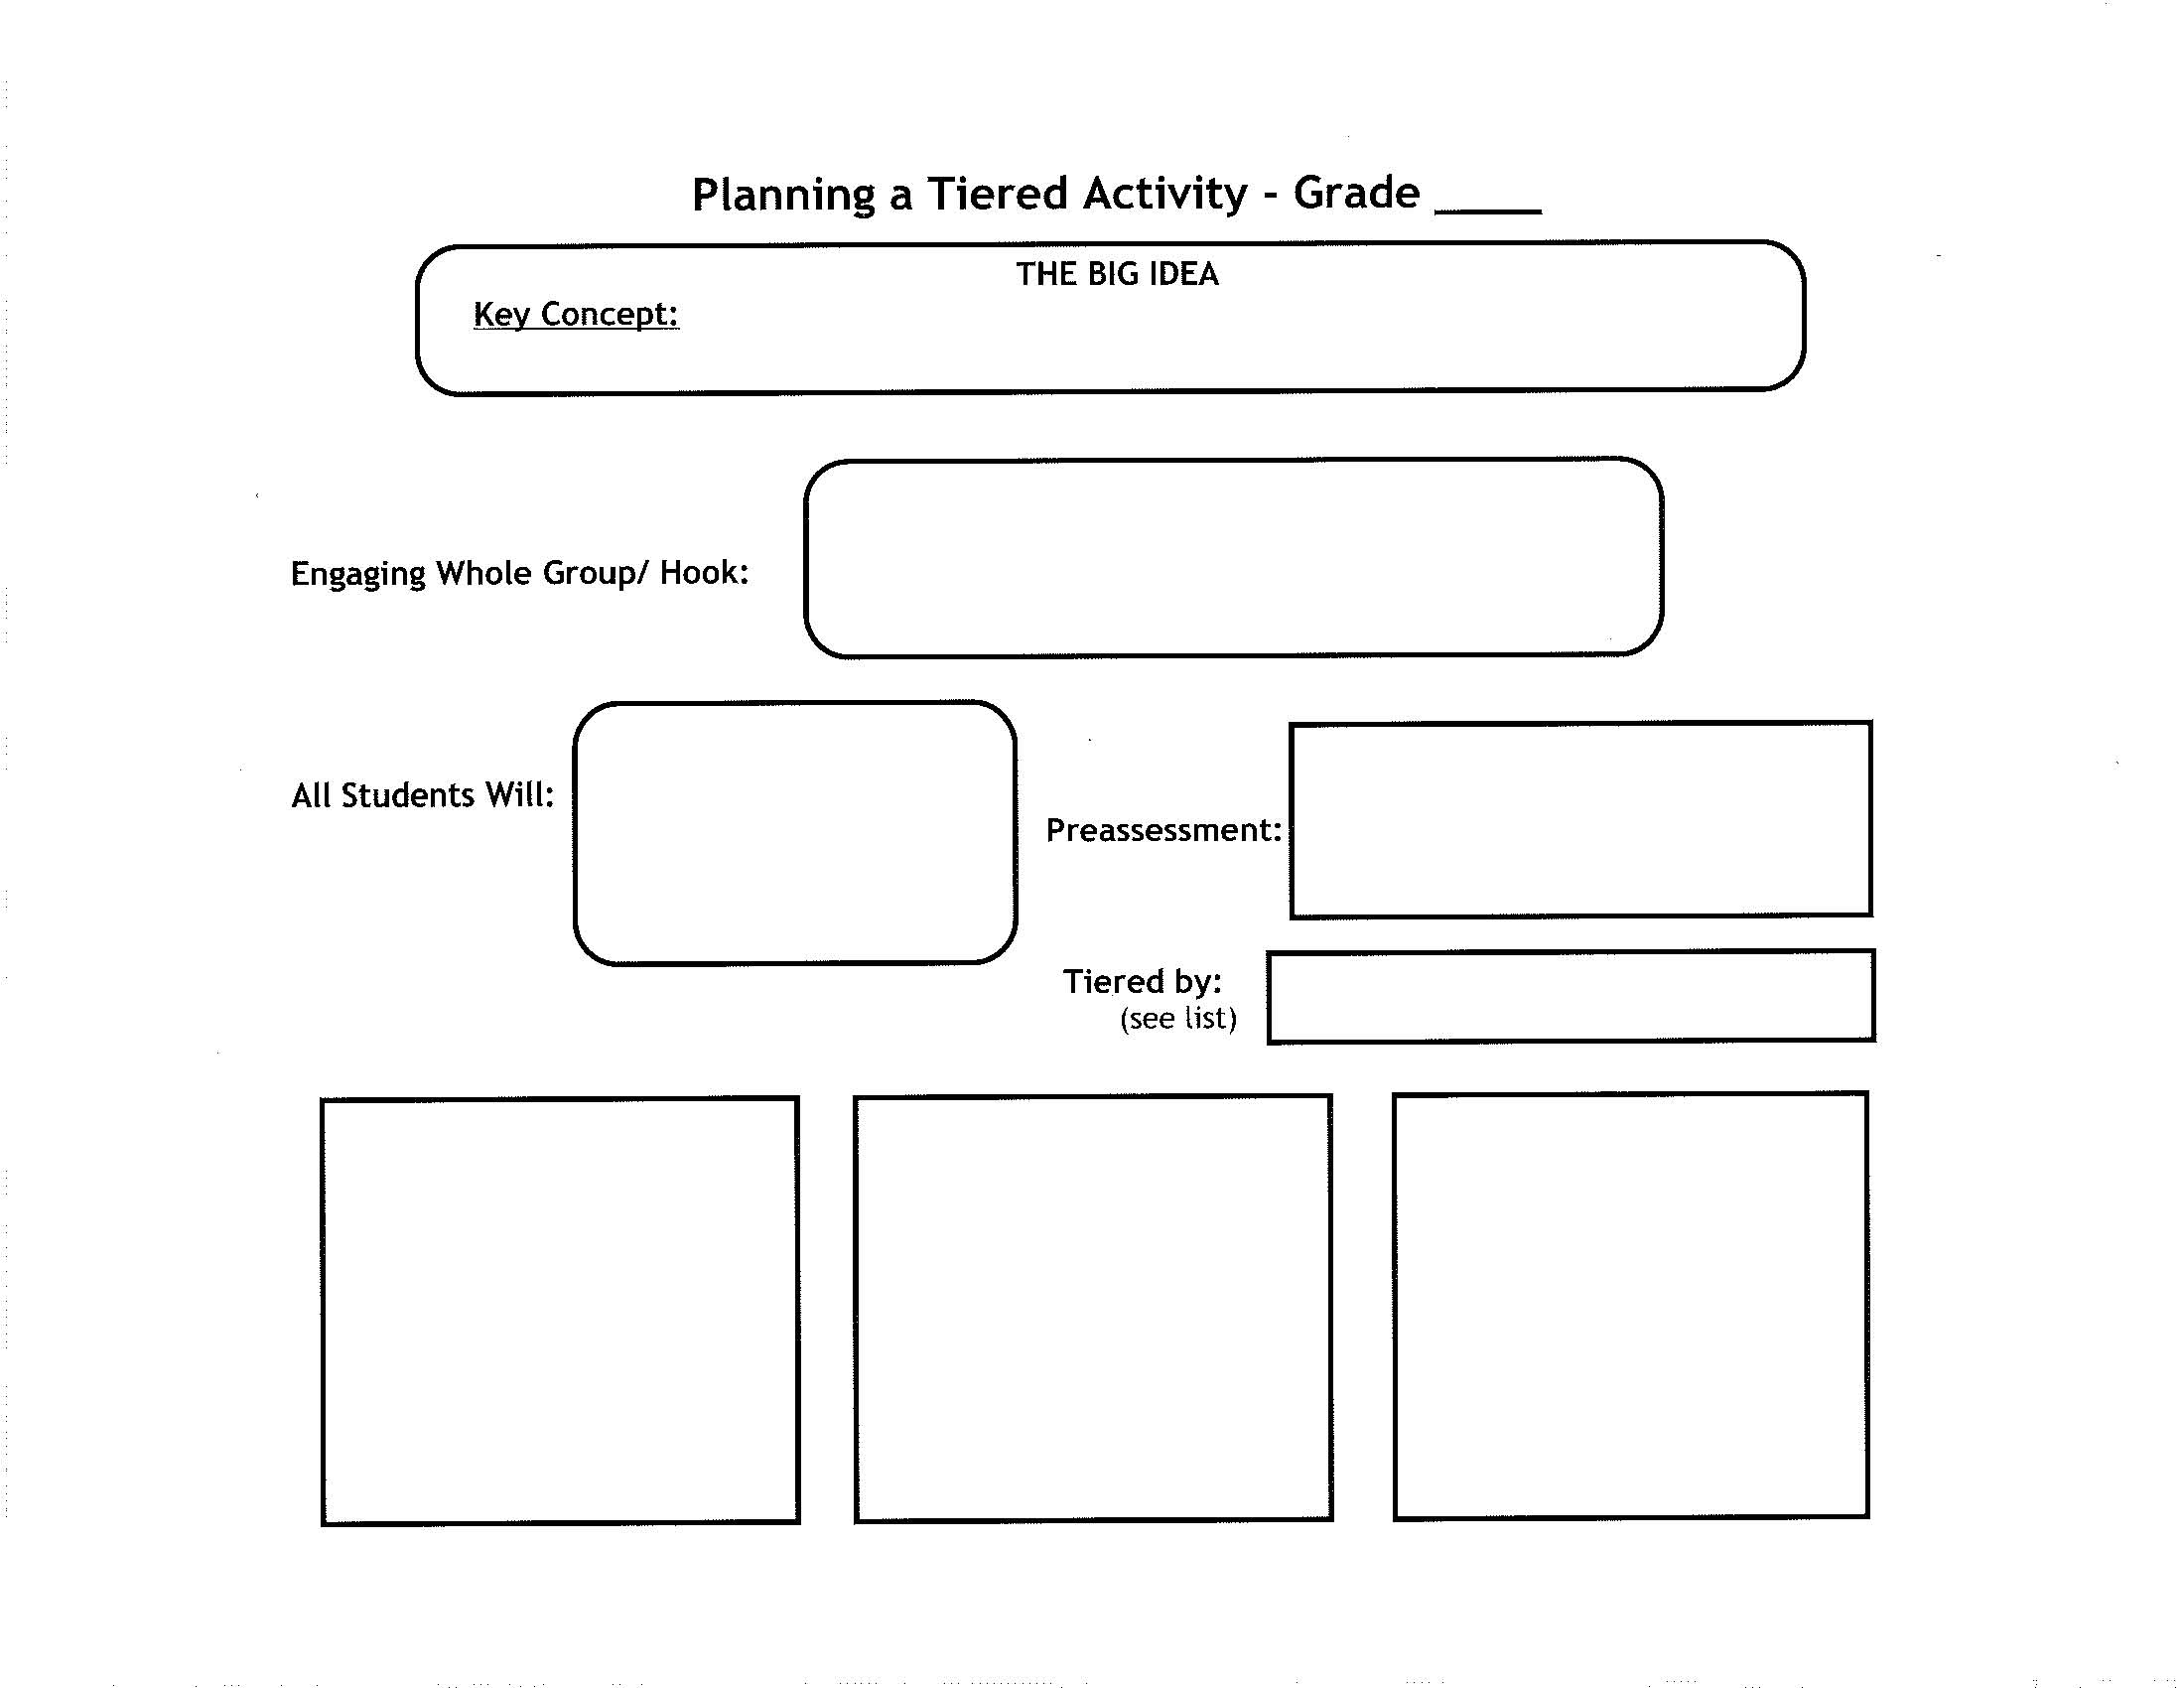 Planning a Tiered Activity - Grade _____
THE BIG IDEA
Key Concept:
Engaging Whole Group/ Hook:
All Students Will:
Preassessment:
Tiered by:
(see list)